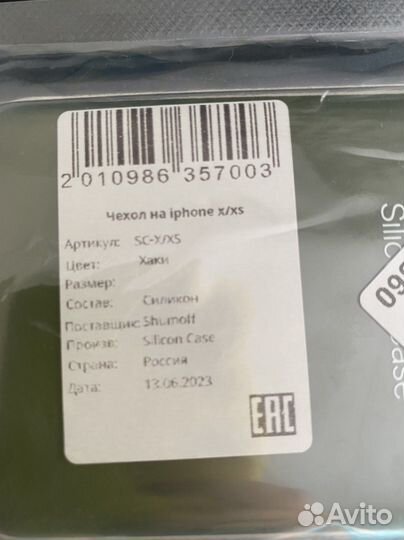 2 010986 357003
Чехол на iphone x/xs
Артикул: SC-X/XS
Цвет: Хаки
Размер:
Состав: Силикон
Поставщик: Shumolf
Произв: Silicon Case
Страна: Россия
Дата: 13.06.2023
EAC
Avito